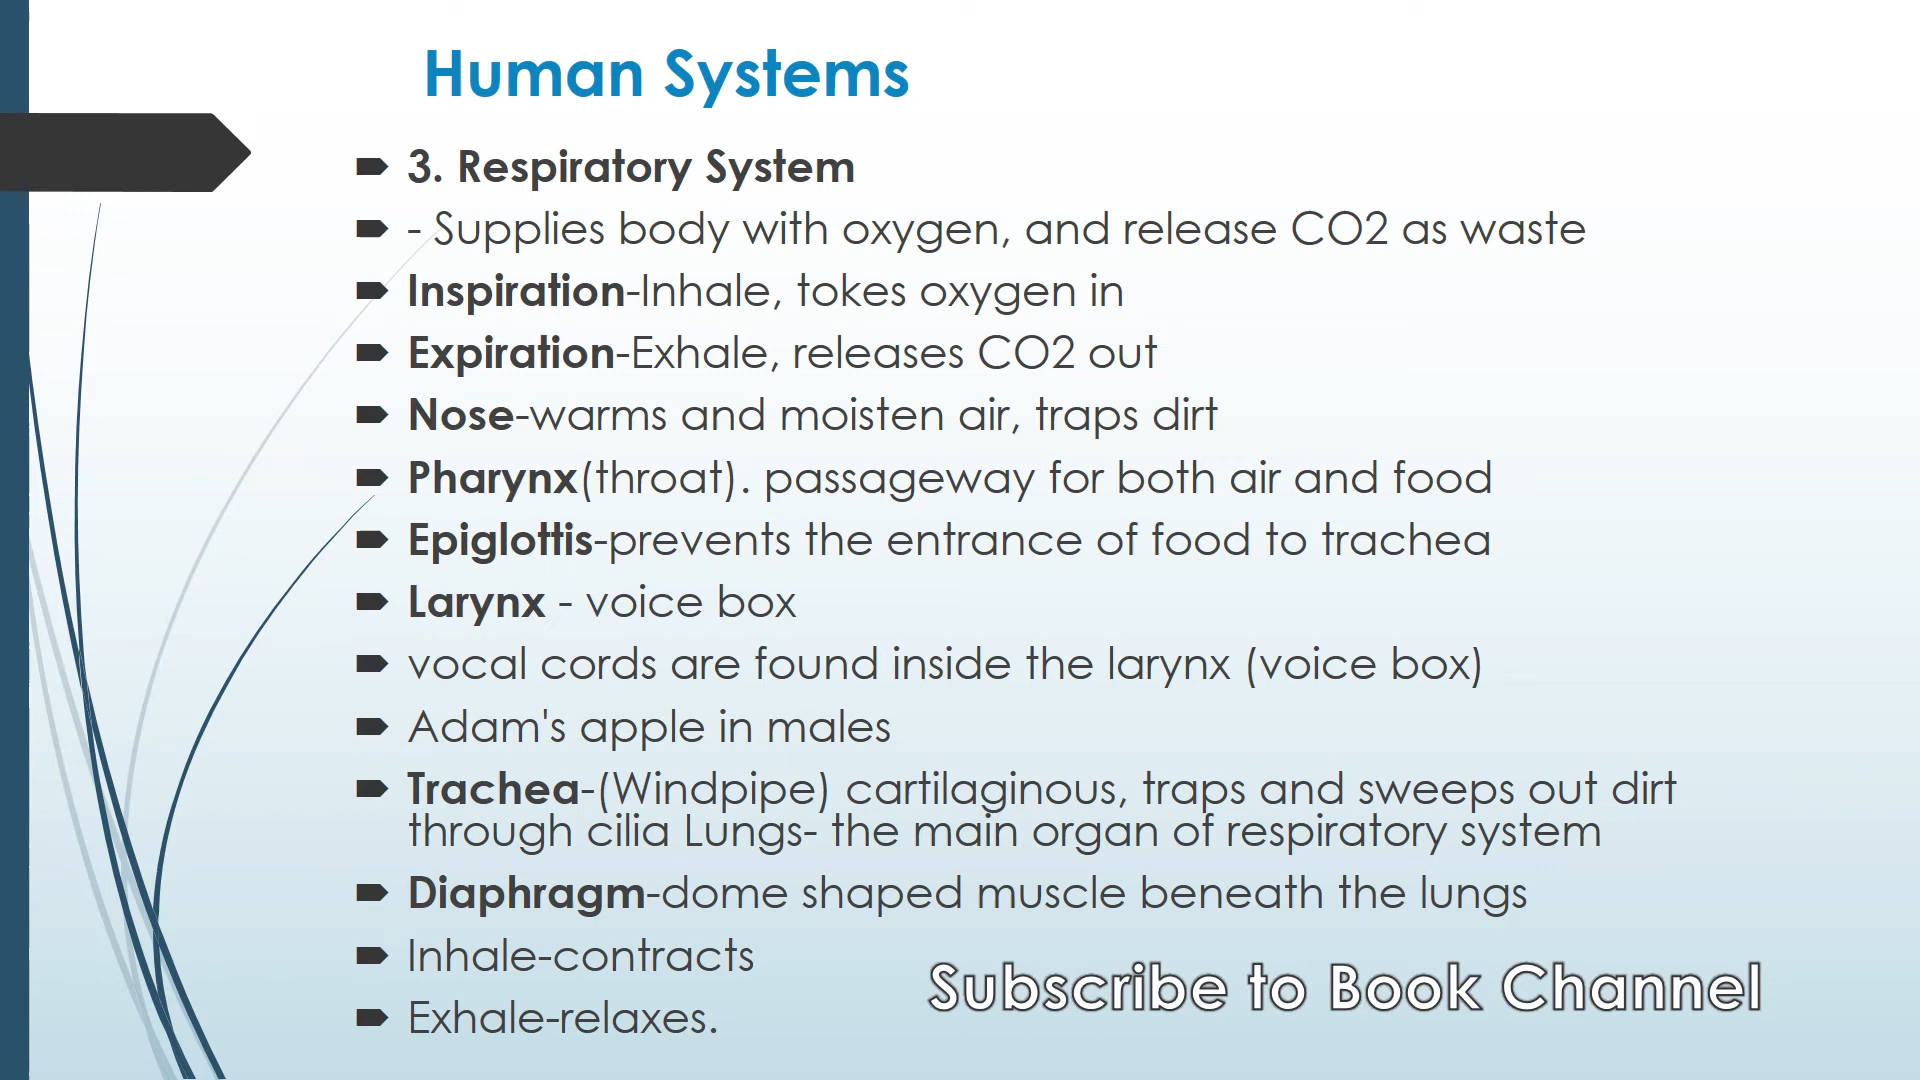 Human Systems
3. Respiratory System
- Supplies body with oxygen, and release CO2 as waste
Inspiration-Inhale, tokes oxygen in
Expiration-Exhale, releases CO2 out
Nose-warms and moisten air, traps dirt
Pharynx(throat). passageway for both air and food
Epiglottis-prevents the entrance of food to trachea
Larynx - voice box
vocal cords are found inside the larynx (voice box)
Adam's apple in males
Trachea-(Windpipe) cartilaginous, traps and sweeps out dirt
through cilia Lungs- the main organ of respiratory system
Diaphragm-dome shaped muscle beneath the lungs
Inhale-contracts
Exhale-relaxes.
Subscribe to Book Channel